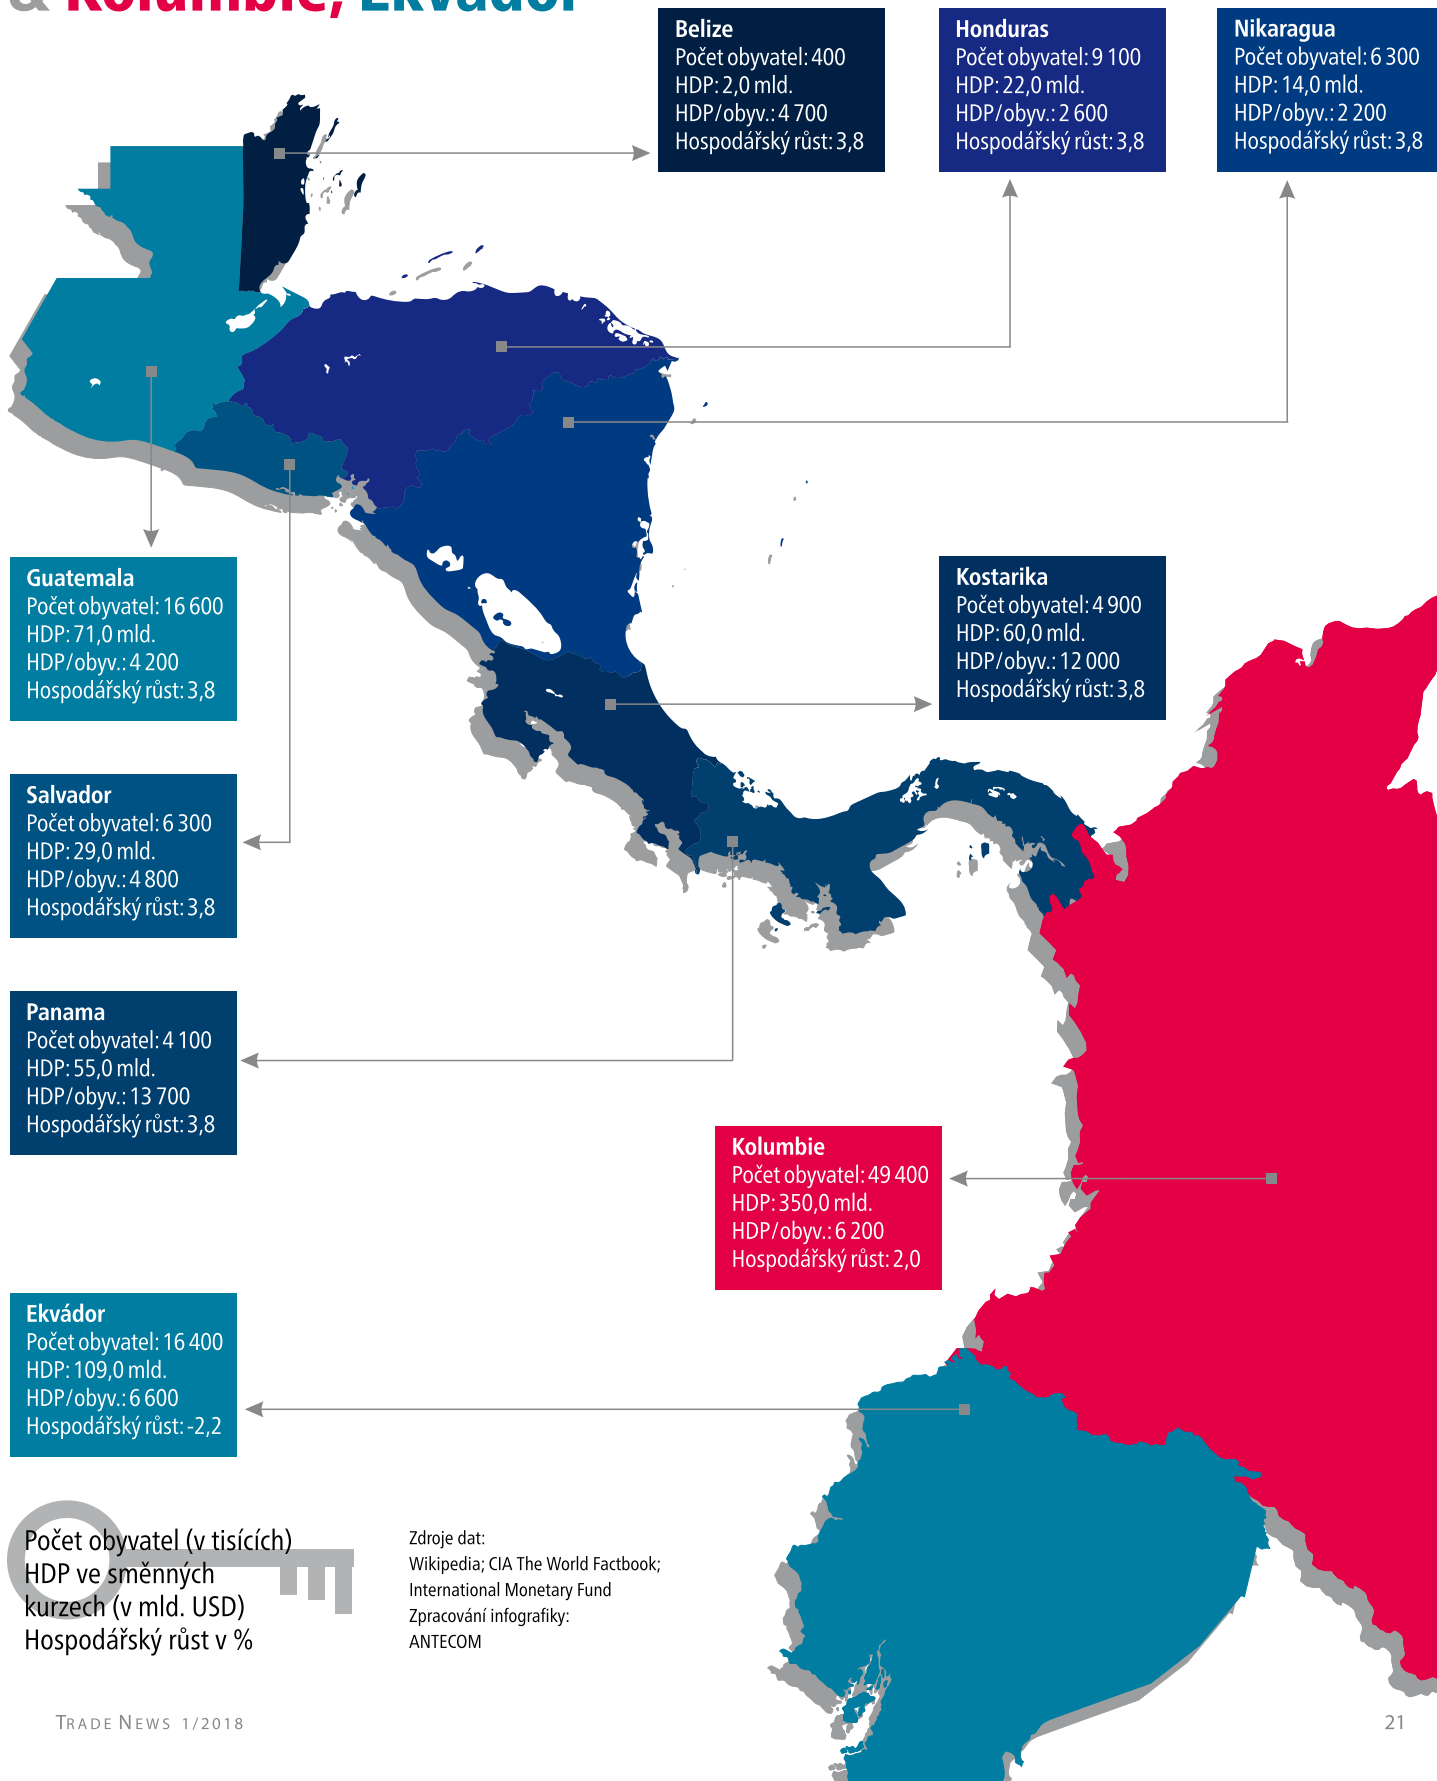 & Kolumbie, Ekvádor
Belize
Počet obyvatel: 400
HDP: 2,0 mld.
HDP/obyv.: 4 700
Hospodářský růst: 3,8
Honduras
Počet obyvatel: 9 100
HDP: 22,0 mld.
HDP/obyv.: 2 600
Hospodářský růst: 3,8
Nikaragua
Počet obyvatel: 6 300
HDP: 14,0 mld.
HDP/obyv.: 2 200
Hospodářský růst: 3,8
Guatemala
Počet obyvatel: 16 600
HDP: 71,0 mld.
HDP/obyv.: 4 200
Hospodářský růst: 3,8
Kostarika
Počet obyvatel: 4 900
HDP: 60,0 mld.
HDP/obyv.: 12 000
Hospodářský růst: 3,8
Salvador
Počet obyvatel: 6 300
HDP: 29,0 mld.
HDP/obyv.: 4 800
Hospodářský růst: 3,8
Panama
Počet obyvatel: 4 100
HDP: 55,0 mld.
HDP/obyv.: 13 700
Hospodářský růst: 3,8
Kolumbie
Počet obyvatel: 49 400
HDP: 350,0 mld.
HDP/obyv.: 6 200
Hospodářský růst: 2,0
Ekvádor
Počet obyvatel: 16 400
HDP: 109,0 mld.
HDP/obyv.: 6 600
Hospodářský růst: -2,2
Počet obyvatel (v tisících)
HDP ve směnných
kurzech (v mld. USD)
Hospodářský růst v %
Zdroje dat:
Wikipedia; CIA The World Factbook;
International Monetary Fund
Zpracování infografiky:
ANTECOM
TRADE NEWS 1/2018
21